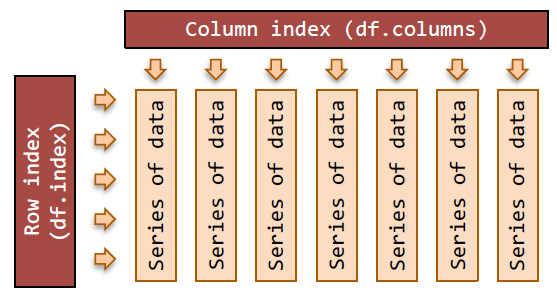 Column index (df.columns)
Row index
(df.index)
Series of data
Series of data
Series of data
Series of data
Series of data
Series of data
Series of data